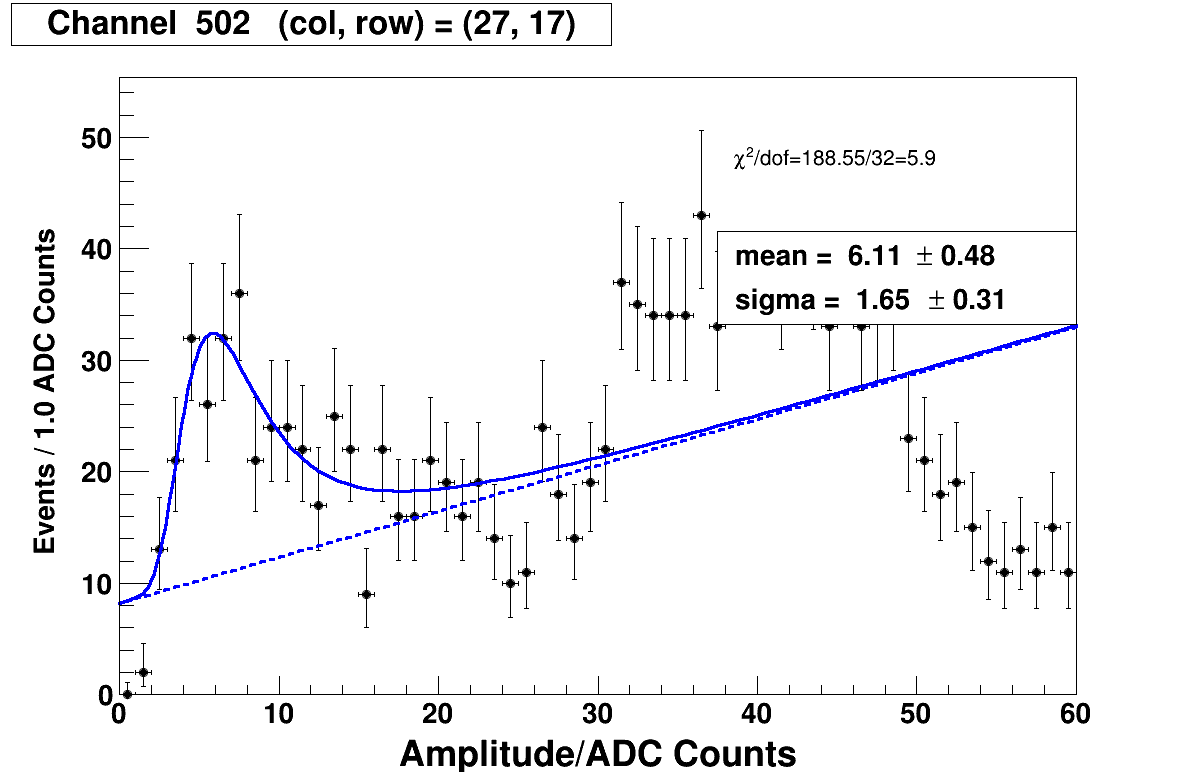 Channel 502 (col, row) = (27, 17)
χ²/dof=188.55/32=5.9
mean = 6.11 ± 0.48
sigma = 1.65 ± 0.31
Events / 1.0 ADC Counts
50
40
30
20
10
0
0 10 20 30 40 50 60
Amplitude/ADC Counts